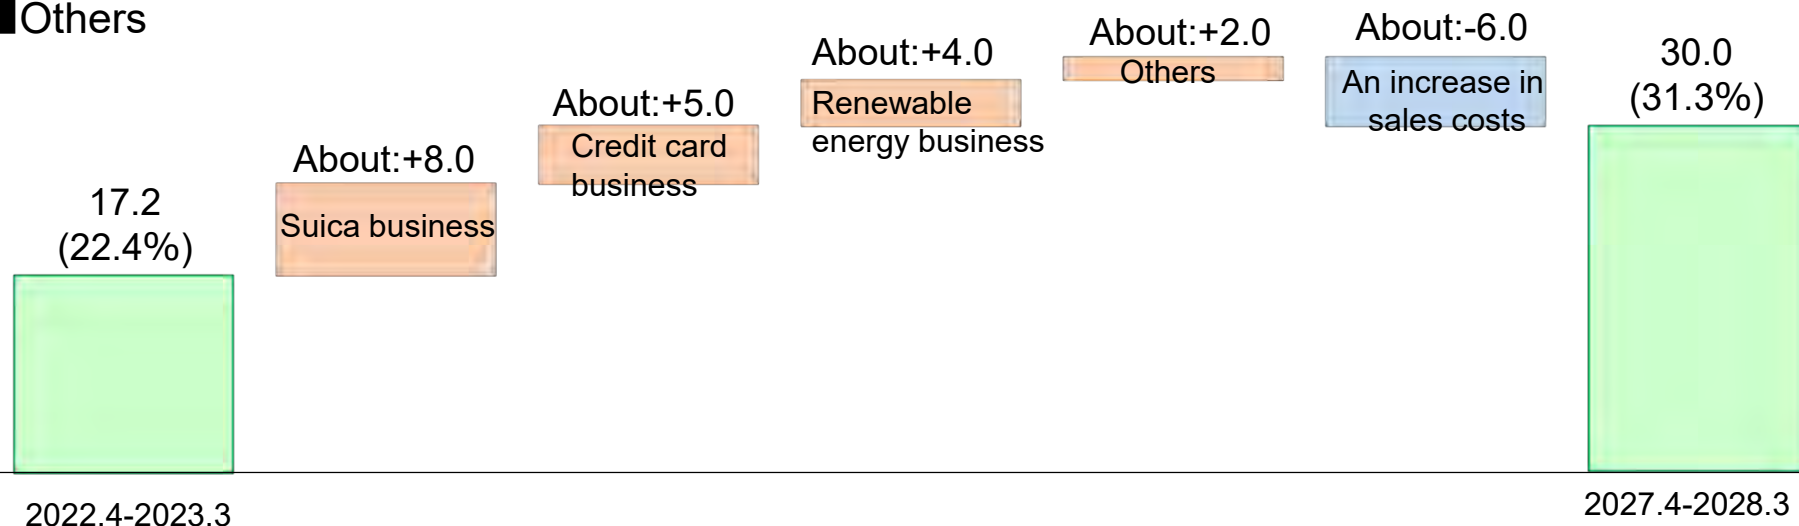 ■Others
17.2
(22.4%)
2022.4-2023.3
About:+8.0
Suica business
About:+5.0
Credit card
business
About:+4.0
Renewable
energy business
About:+2.0
Others
About:-6.0
An increase in
sales costs
30.0
(31.3%)
2027.4-2028.3